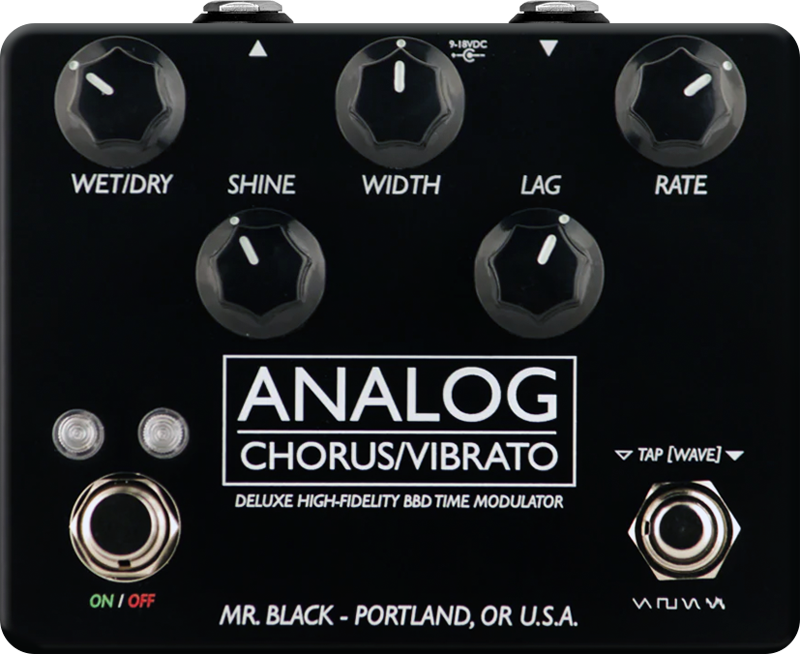 9-18VDC
WET/DRY SHINE WIDTH LAG RATE
ANALOG
CHORUS/VIBRATO
TAP [WAVE]
DELUXE HIGH-FIDELITY BBD TIME MODULATOR
ON / OFF
MR. BLACK - PORTLAND, OR U.S.A.